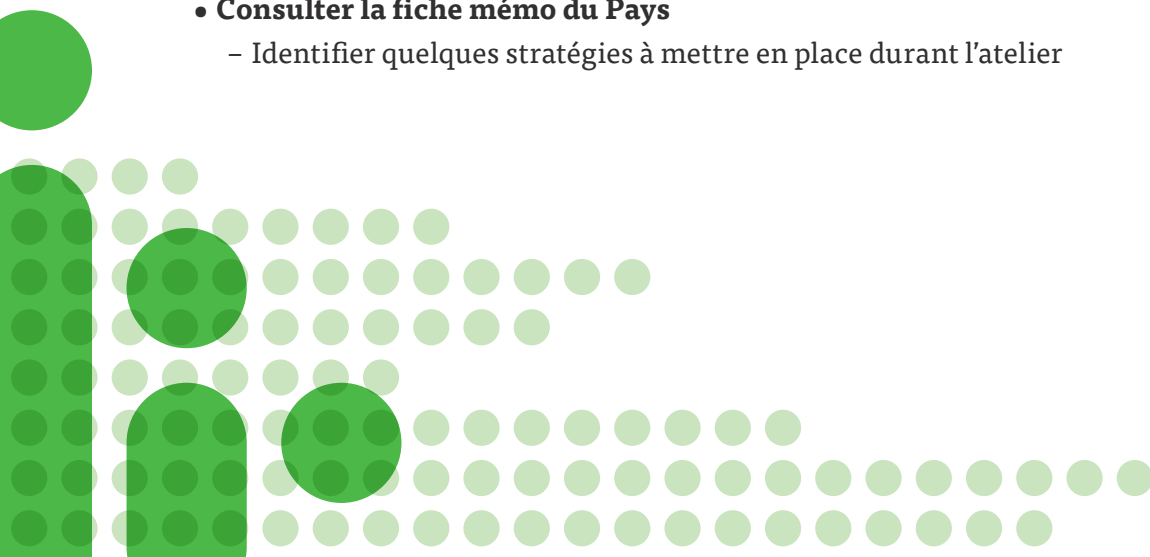 • Consulter la fiche mémo du Pays
– Identifier quelques stratégies à mettre en place durant l’atelier